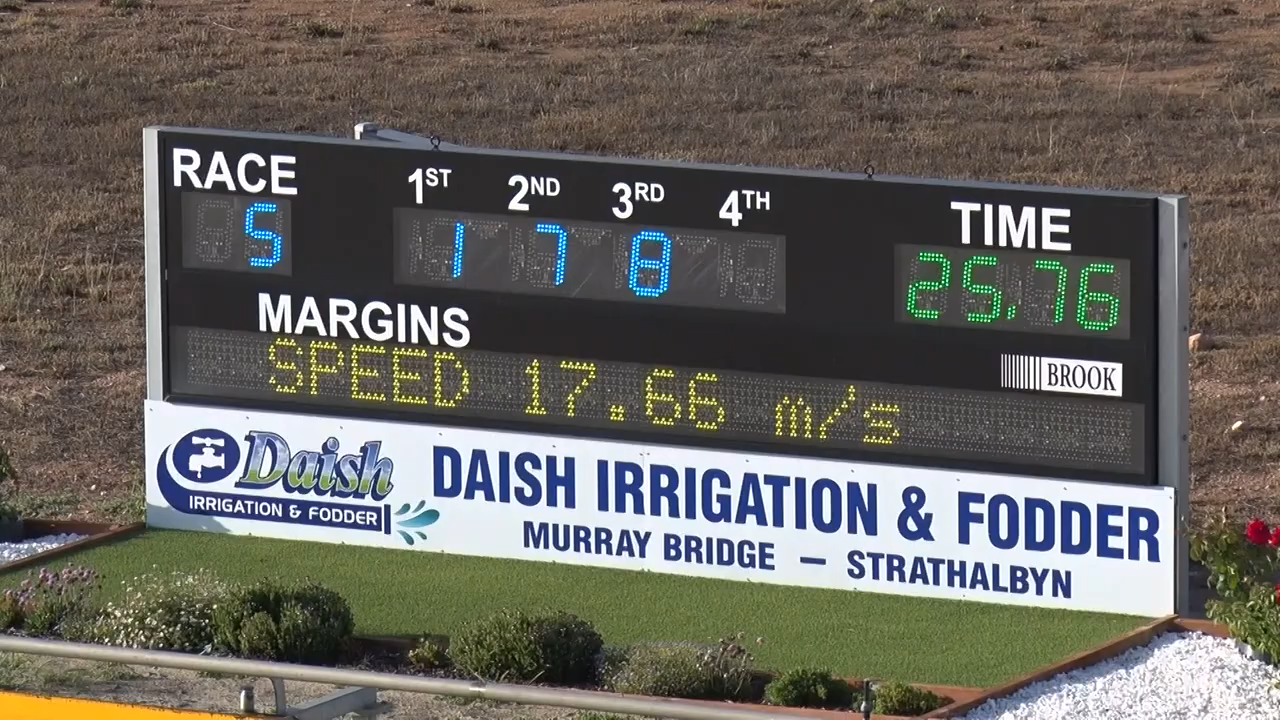 RACE 1ST 2ND 3RD 4TH TIME
5 1 7 8 25.76
MARGINS
BROOK
SPEED 17.66 m/s
Daish
IRRIGATION & FODDER
DAISH IRRIGATION & FODDER
MURRAY BRIDGE – STRATHALBYN